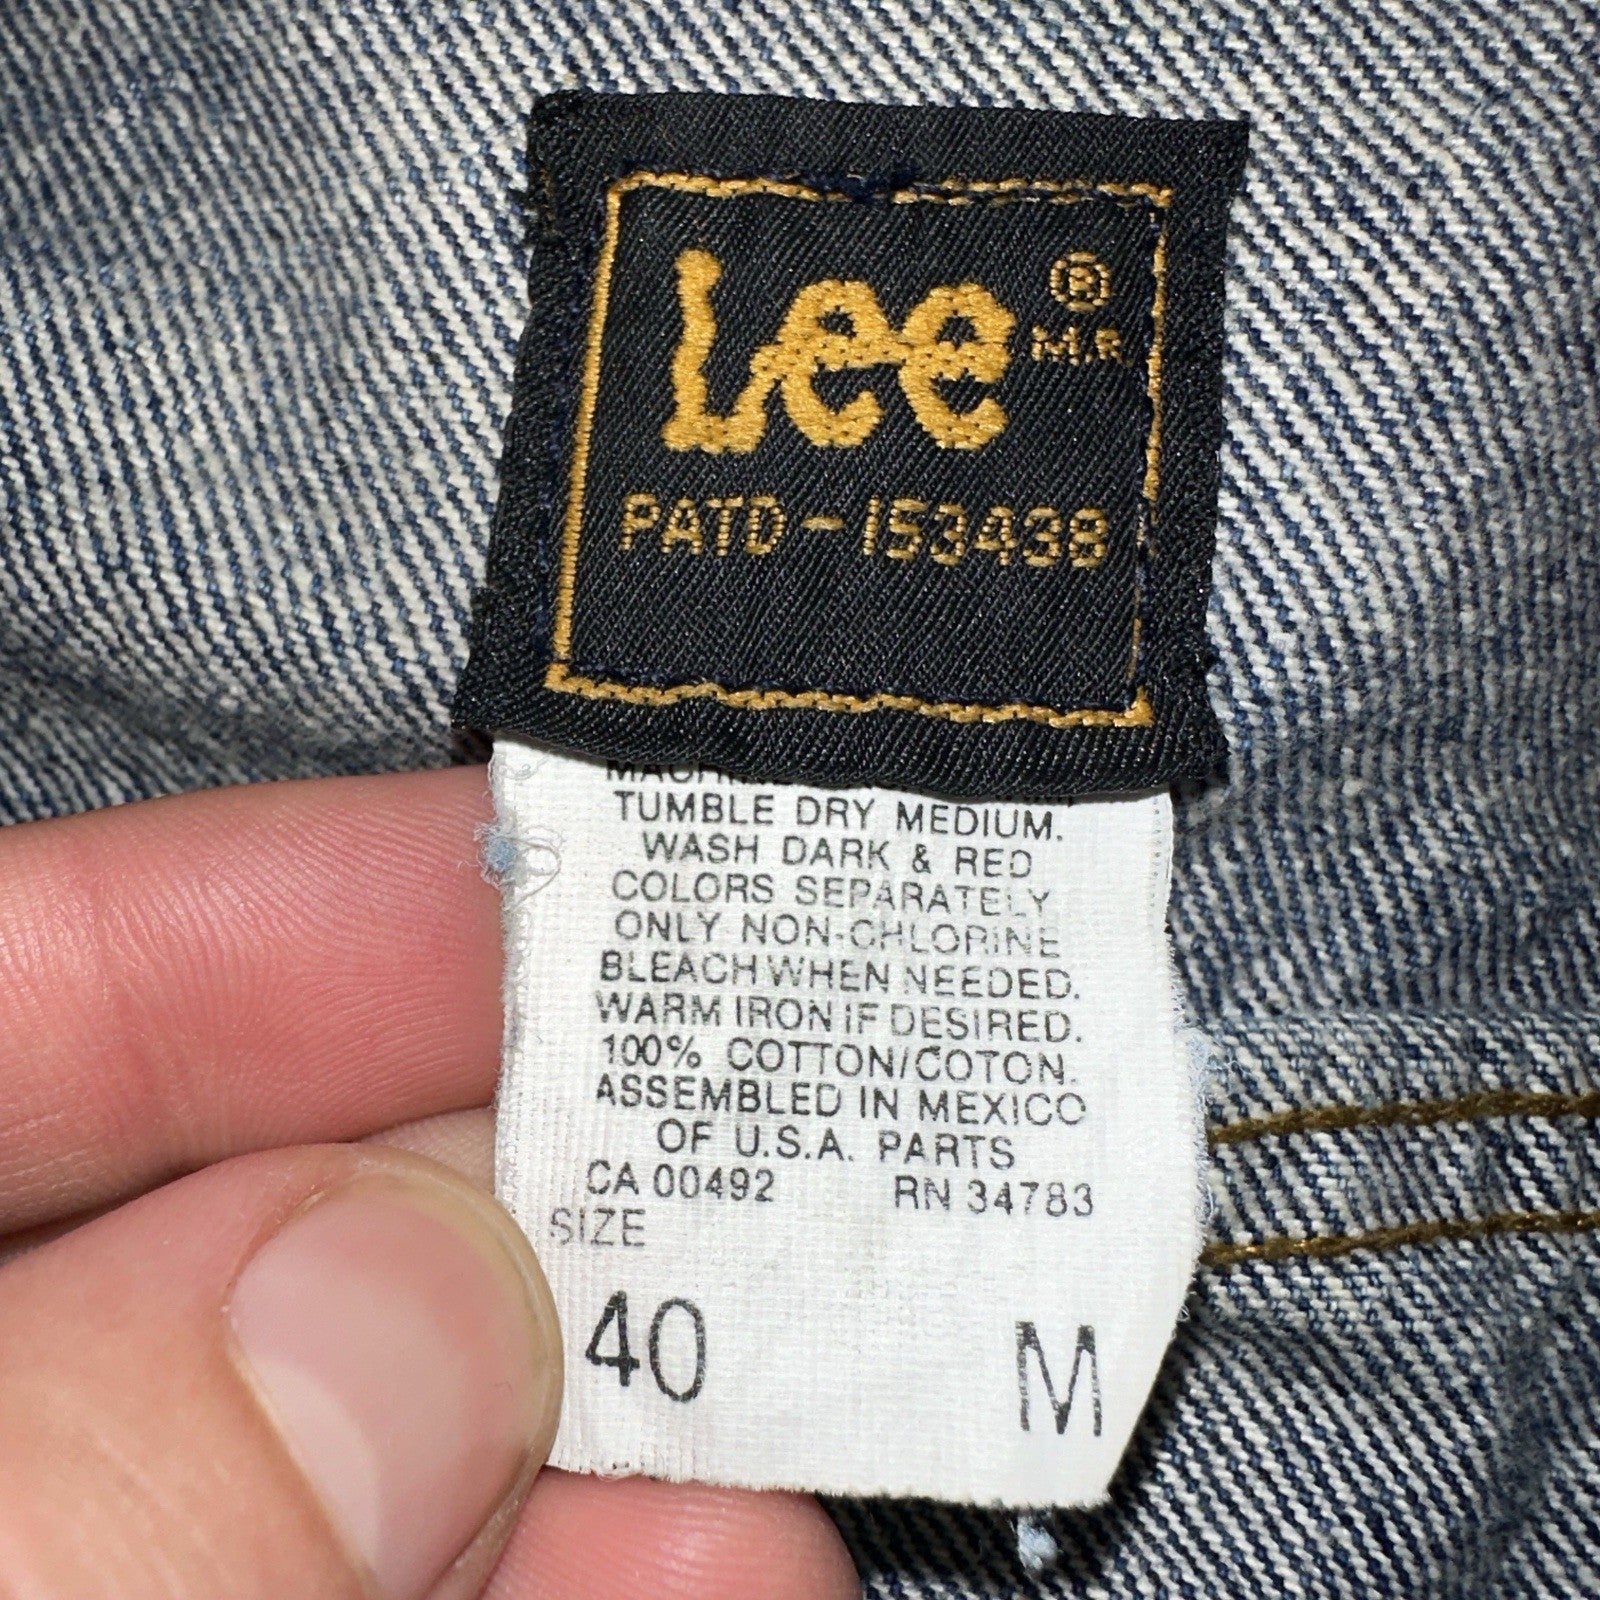 Lee ®
M.R.
PATD-153438
TUMBLE DRY MEDIUM.
WASH DARK & RED
COLORS SEPARATELY
ONLY NON-CHLORINE
BLEACH WHEN NEEDED.
WARM IRON IF DESIRED.
100% COTTON/COTON.
ASSEMBLED IN MEXICO
OF U.S.A. PARTS
CA 00492 RN 34783
SIZE
40 M